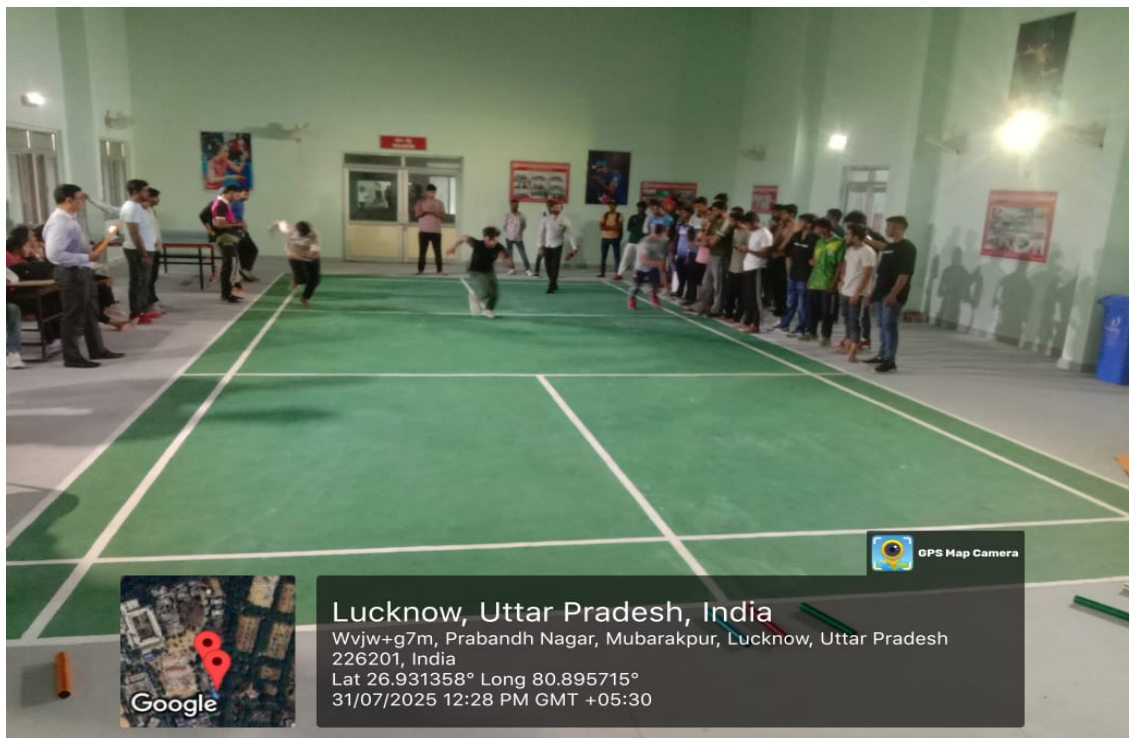 GPS Map Camera
Lucknow, Uttar Pradesh, India
Wvjw+g7m, Prabandh Nagar, Mubarakpur, Lucknow, Uttar Pradesh
226201, India
Lat 26.931358° Long 80.895715°
31/07/2025 12:28 PM GMT +05:30
Google